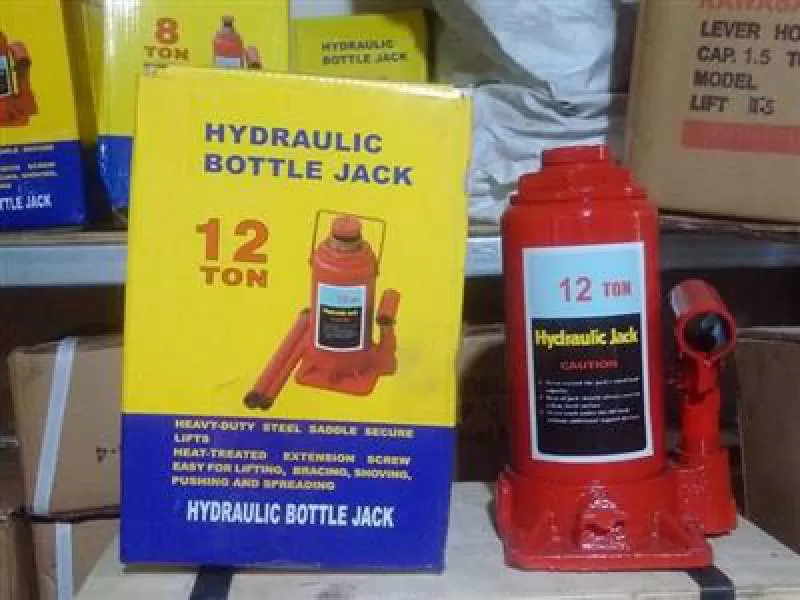 8
TON
HYDRAULIC
BOTTLE JACK
LEVER HO
CAP. 1.5 T
MODEL
LIFT
TTLE JACK
HYDRAULIC
BOTTLE JACK
12
TON
HEAVY-DUTY STEEL SADDLE SECURE
LIFTS
HEAT-TREATED EXTENSION SCREW
EASY FOR LIFTING, BRACING, SHOVING,
PUSHING AND SPREADING
HYDRAULIC BOTTLE JACK
12 TON
Hydraulic Jack
CAUTION